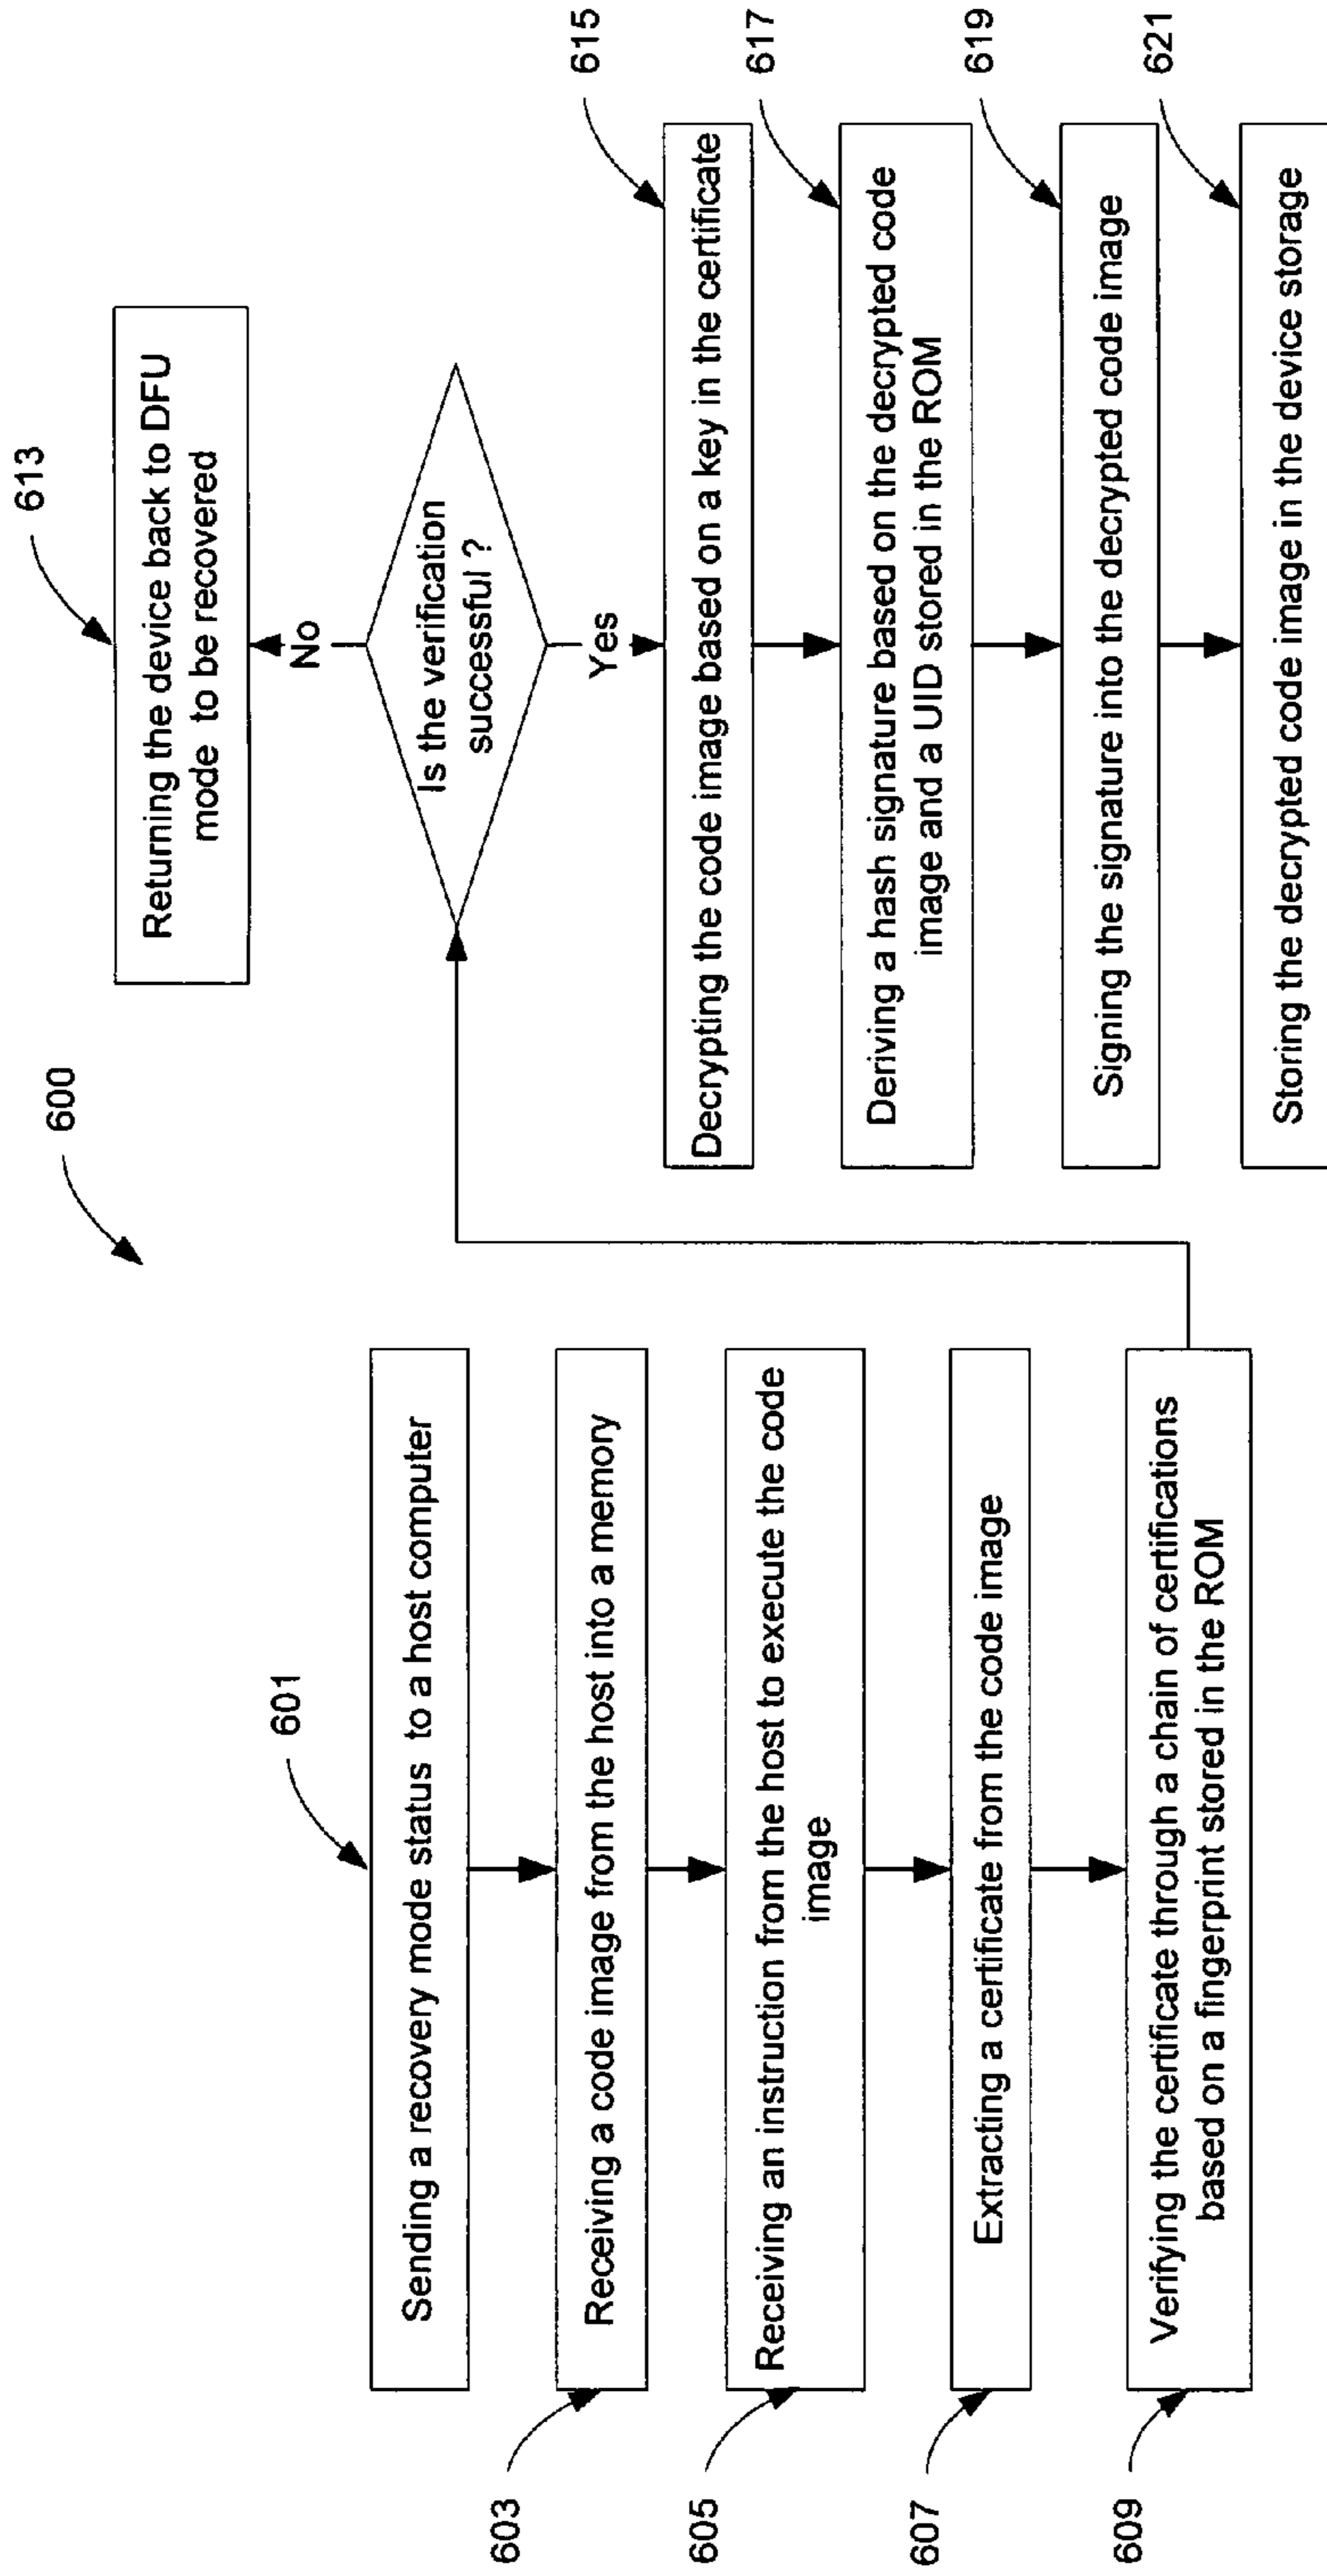 600
601
Sending a recovery mode status to a host computer
603
Receiving a code image from the host into a memory
605
Receiving an instruction from the host to execute the code
image
607
Extracting a certificate from the code image
609
Verifying the certificate through a chain of certifications
based on a fingerprint stored in the ROM
613
Returning the device back to DFU
mode to be recovered
No
Is the verification
successful ?
Yes
615
Decrypting the code image based on a key in the certificate
617
Deriving a hash signature based on the decrypted code
image and a UID stored in the ROM
619
Signing the signature into the decrypted code image
621
Storing the decrypted code image in the device storage